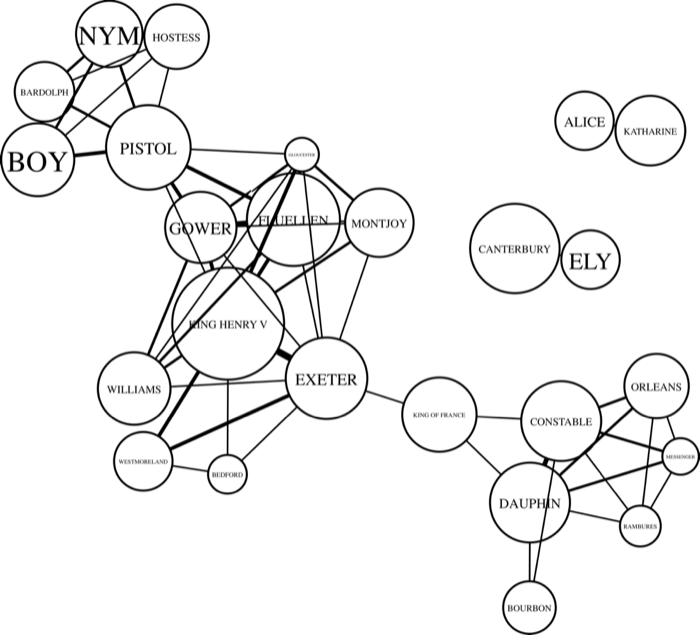 NYM
HOSTESS
BARDOLPH
ALICE
KATHARINE
BOY
PISTOL
GLOUCESTER
GOWER
FLUELLEN
MONTJOY
CANTERBURY
ELY
KING HENRY V
EXETER
WILLIAMS
ORLEANS
KING OF FRANCE
CONSTABLE
WESTMORELAND
BEDFORD
MESSENGER
DAUPHIN
RAMBURES
BOURBON